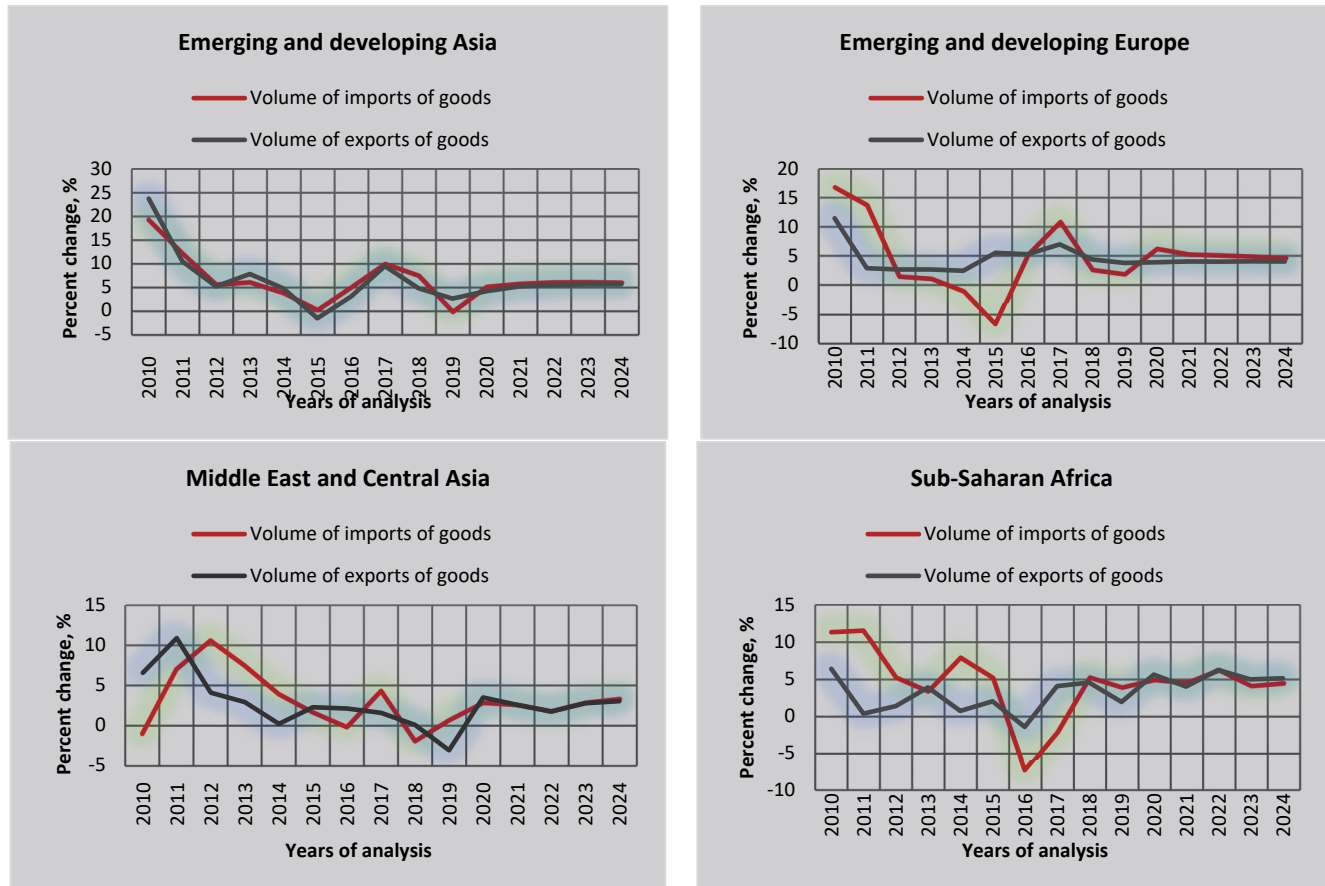 Emerging and developing Asia
Volume of imports of goods
Volume of exports of goods
Percent change, %
30
25
20
15
10
5
0
-5
2010 2011 2012 2013 2014 2015 2016 2017 2018 2019 2020 2021 2022 2023 2024
Years of analysis
Emerging and developing Europe
Volume of imports of goods
Volume of exports of goods
Percent change, %
20
15
10
5
0
-5
-10
2010 2011 2012 2013 2014 2015 2016 2017 2018 2019 2020 2021 2022 2023 2024
Years of analysis
Middle East and Central Asia
Volume of imports of goods
Volume of exports of goods
Percent change, %
15
10
5
0
-5
2010 2011 2012 2013 2014 2015 2016 2017 2018 2019 2020 2021 2022 2023 2024
Years of analysis
Sub-Saharan Africa
Volume of imports of goods
Volume of exports of goods
Percent change, %
15
10
5
0
-5
-10
2010 2011 2012 2013 2014 2015 2016 2017 2018 2019 2020 2021 2022 2023 2024
Years of analysis